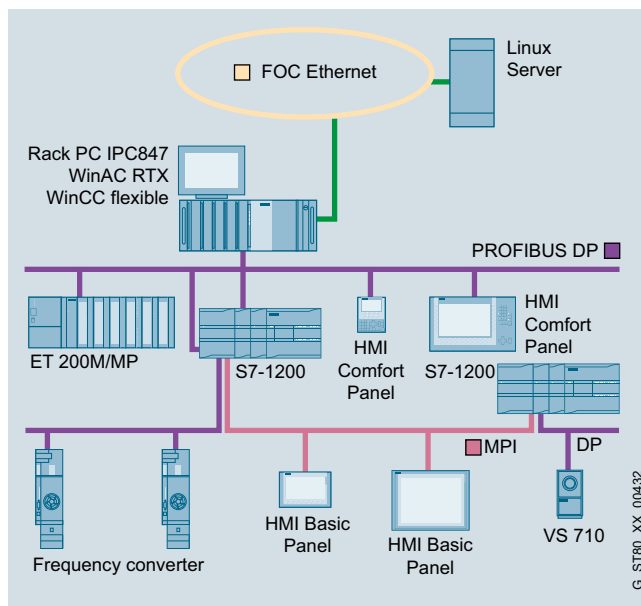 FOC Ethernet
Linux
Server
Rack PC IPC847
WinAC RTX
WinCC flexible
PROFIBUS DP
ET 200M/MP
S7-1200
HMI
Comfort
Panel
HMI
Comfort
Panel
S7-1200
MPI
DP
Frequency converter
HMI Basic
Panel
HMI Basic
Panel
VS 710
G_ST80_XX_00432